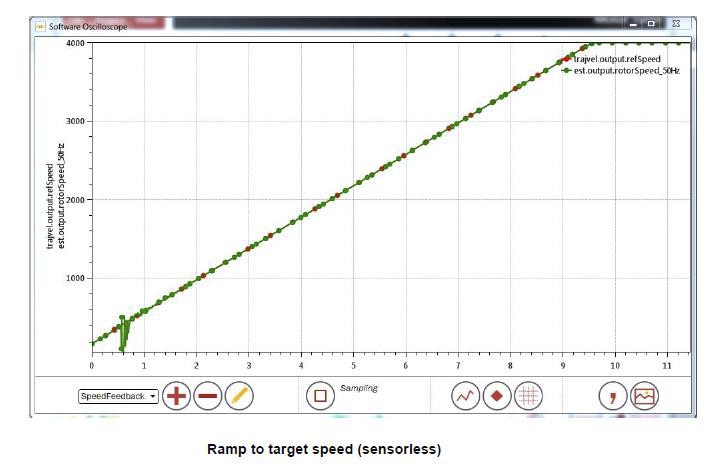 Software Oscilloscope
4000
3000
2000
1000
trajvel.output.refSpeed
est.output.rotorSpeed_50Hz
trajvel.output.refSpeed
est.output.rotorSpeed_50Hz
0 1 2 3 4 5 6 7 8 9 10 11
SpeedFeedback
Sampling
Ramp to target speed (sensorless)